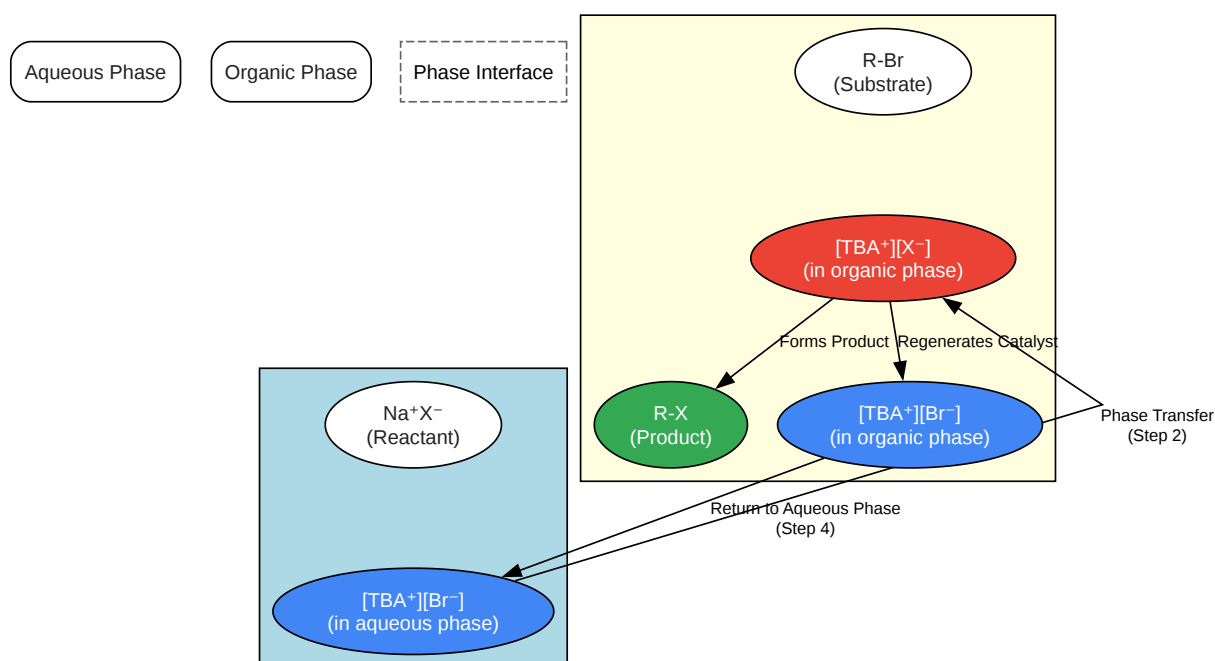 Aqueous Phase
Organic Phase
Phase Interface
R-Br
(Substrate)
[TBA⁺][X⁻]
(in organic phase)
Forms Product
Regenerates Catalyst
Na⁺X⁻
(Reactant)
R-X
(Product)
[TBA⁺][Br⁻]
(in organic phase)
Phase Transfer
(Step 2)
Return to Aqueous Phase
(Step 4)
[TBA⁺][Br⁻]
(in aqueous phase)